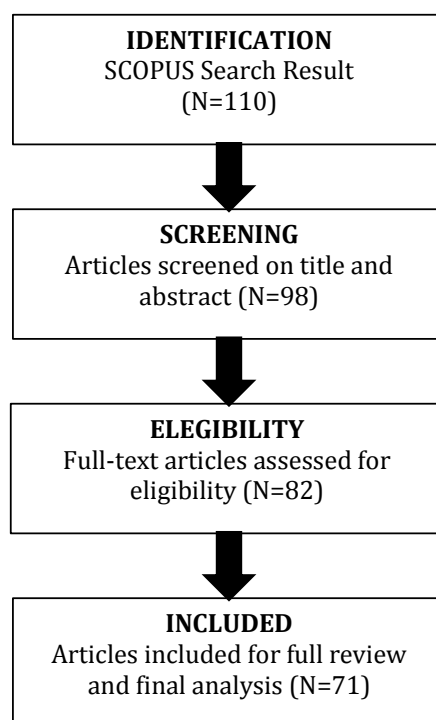 IDENTIFICATION
SCOPUS Search Result
(N=110)
SCREENING
Articles screened on title and
abstract (N=98)
ELEGIBILITY
Full-text articles assessed for
eligibility (N=82)
INCLUDED
Articles included for full review
and final analysis (N=71)